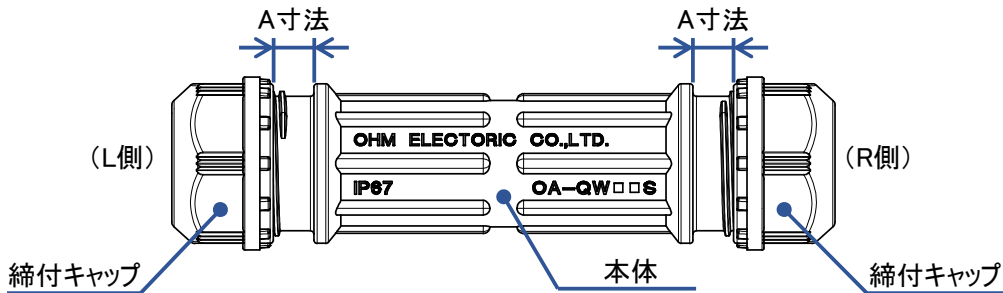 A寸法 A寸法
OHM ELECTORIC CO.,LTD.
(L側) (R側)
IP67 OA-QW□□S
締付キャップ 本体 締付キャップ